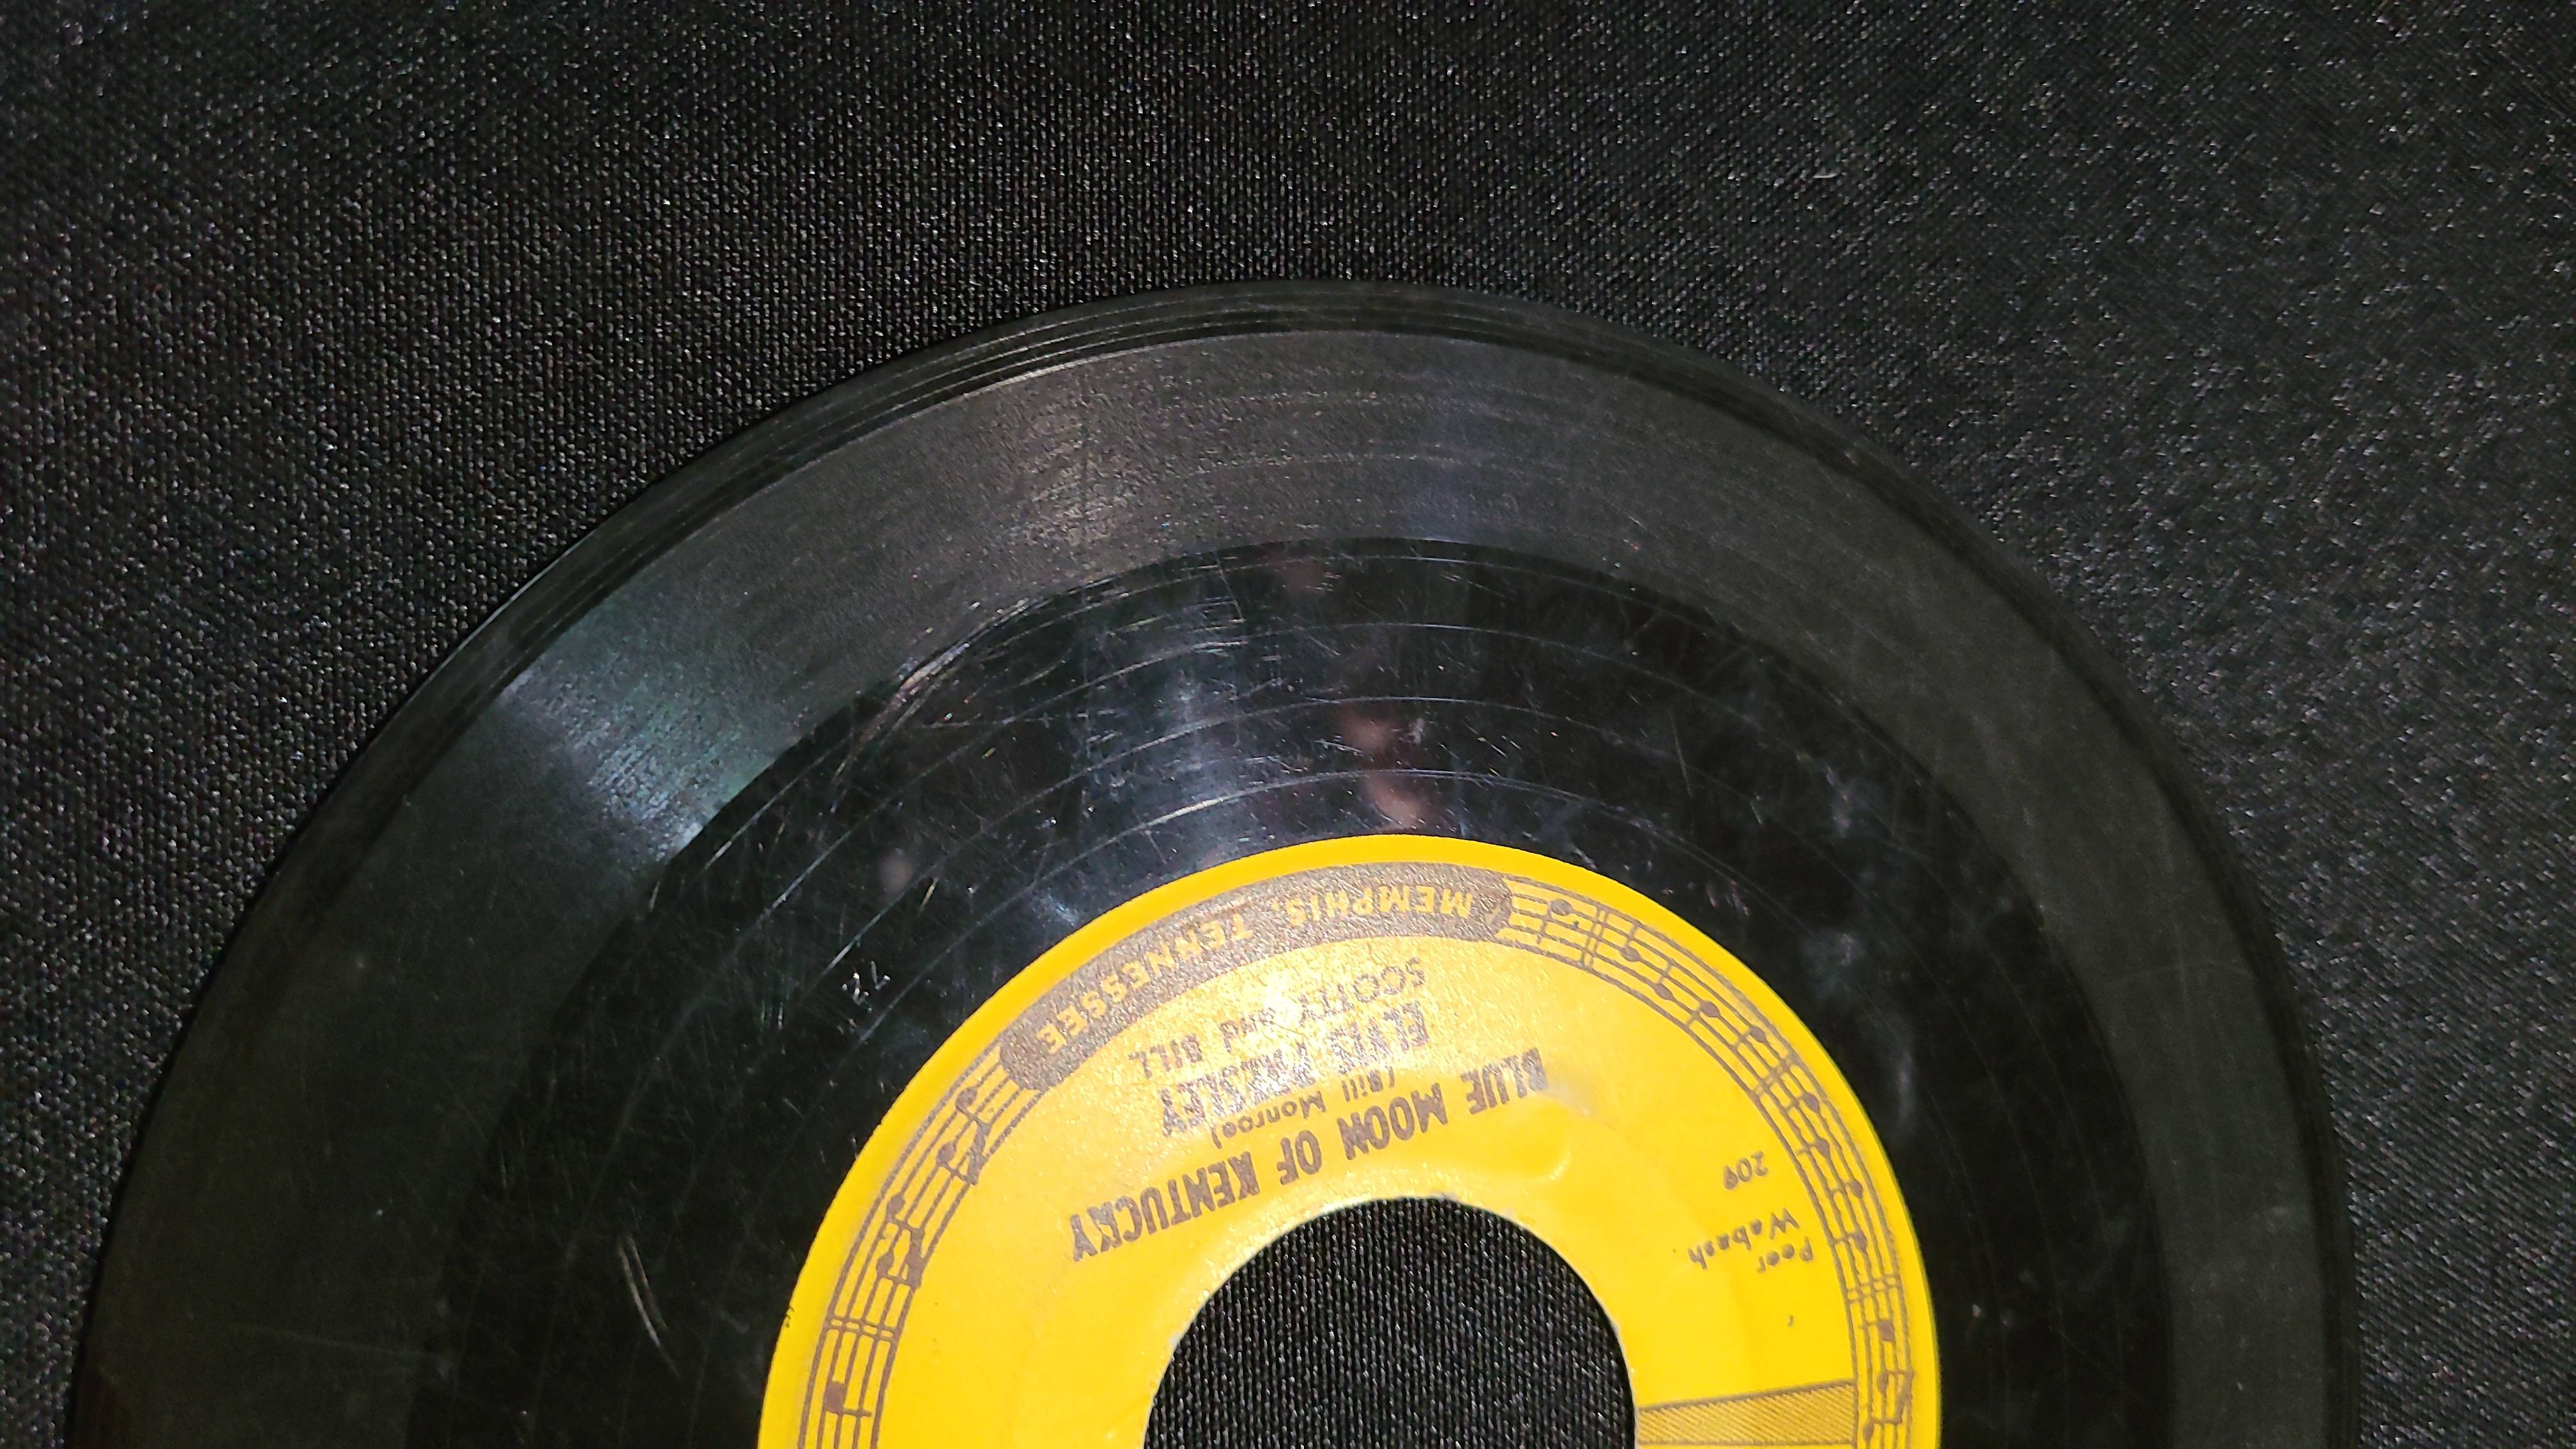 Peer
Wabash
209
BLUE MOON OF KENTUCKY
(Bill Monroe)
ELVIS PRESLEY
SCOTTY and BILL
MEMPHIS, TENNESSEE